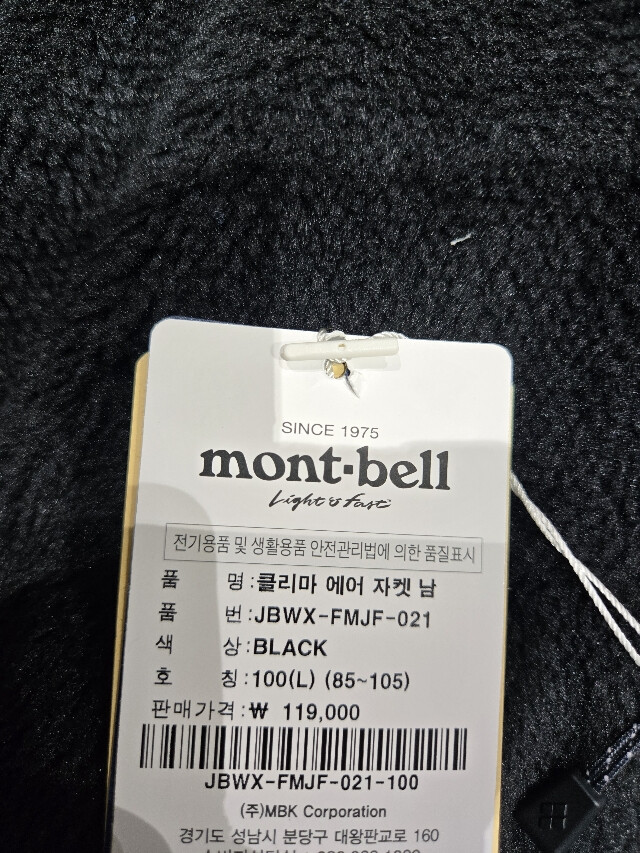 SINCE 1975
mont-bell
Light & Fast
전기용품 및 생활용품 안전관리법에 의한 품질표시
품 명:클리마 에어 자켓 남
품 번:JBWX-FMJF-021
색 상:BLACK
호 칭:100(L) (85~105)
판매가격:₩ 119,000
JBWX-FMJF-021-100
(주)MBK Corporation
경기도 성남시 분당구 대왕판교로 160